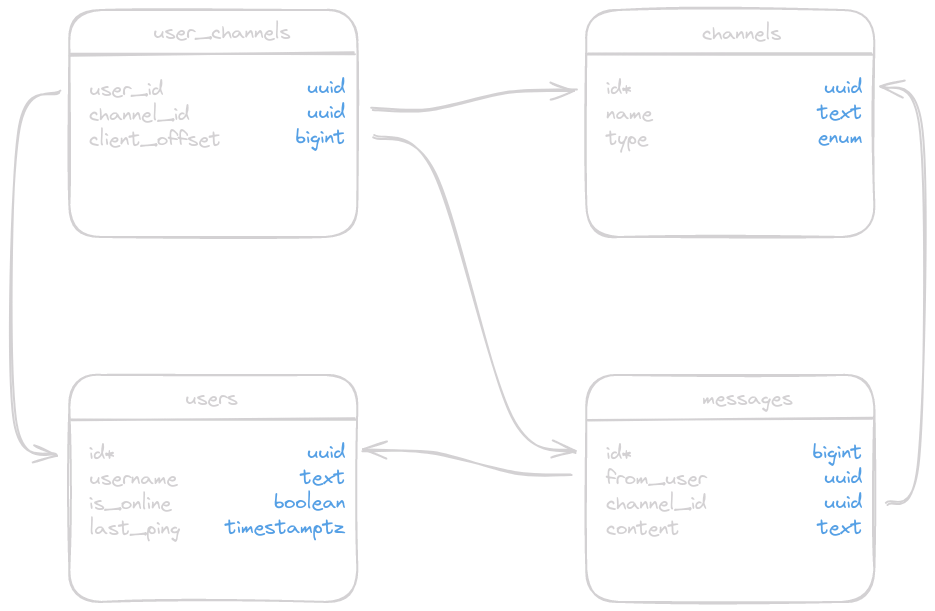 user_channels
user_id uuid
channel_id uuid
client_offset bigint
channels
id* uuid
name text
type enum
users
id* uuid
username text
is_online boolean
last_ping timestamptz
messages
id* bigint
from_user uuid
channel_id uuid
content text